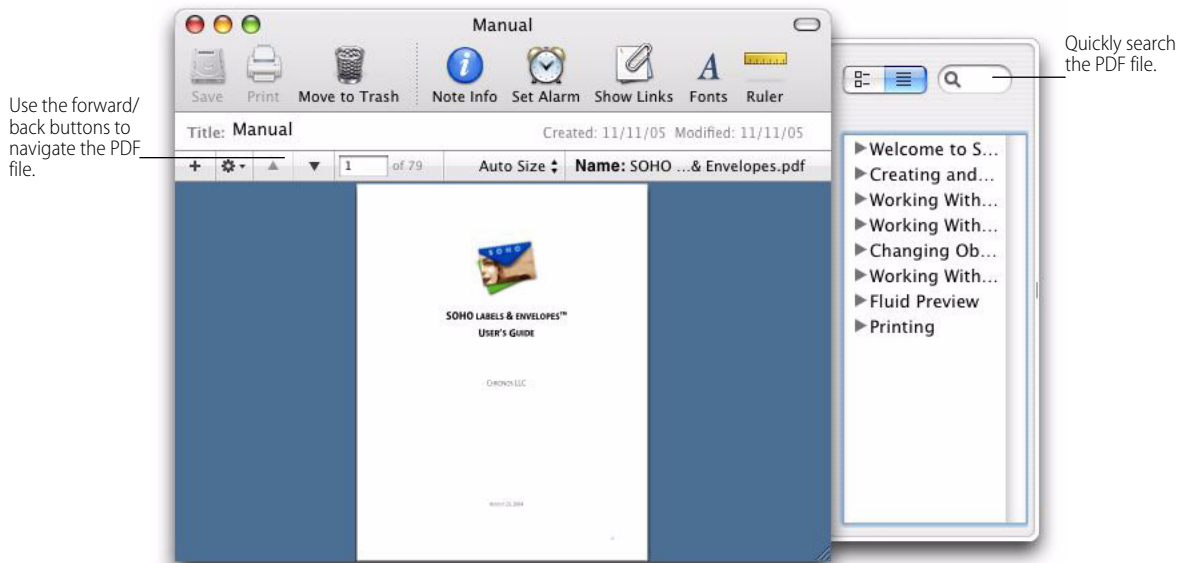 Manual
Save Print Move to Trash Note Info Set Alarm Show Links Fonts Ruler
Quickly search
the PDF file.
Use the forward/
back buttons to
navigate the PDF
file.
Title: Manual Created: 11/11/05 Modified: 11/11/05
+ 1 of 79 Auto Size Name: SOHO ...& Envelopes.pdf
SOHO
SOHO LABELS & ENVELOPES™
USER'S GUIDE
CHRONOS LLC
Welcome to S...
Creating and...
Working With...
Working With...
Changing Ob...
Working With...
Fluid Preview
Printing